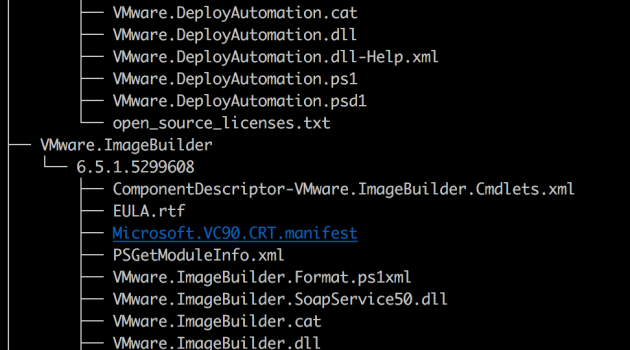 VMware.DeployAutomation.cat
VMware.DeployAutomation.dll
VMware.DeployAutomation.dll-Help.xml
VMware.DeployAutomation.ps1
VMware.DeployAutomation.psd1
open_source_licenses.txt
VMware.ImageBuilder
6.5.1.5299608
ComponentDescriptor-VMware.ImageBuilder.Cmdlets.xml
EULA.rtf
Microsoft.VC90.CRT.manifest
PSGetModuleInfo.xml
VMware.ImageBuilder.Format.ps1xml
VMware.ImageBuilder.SoapService50.dll
VMware.ImageBuilder.cat
VMware.ImageBuilder.dll